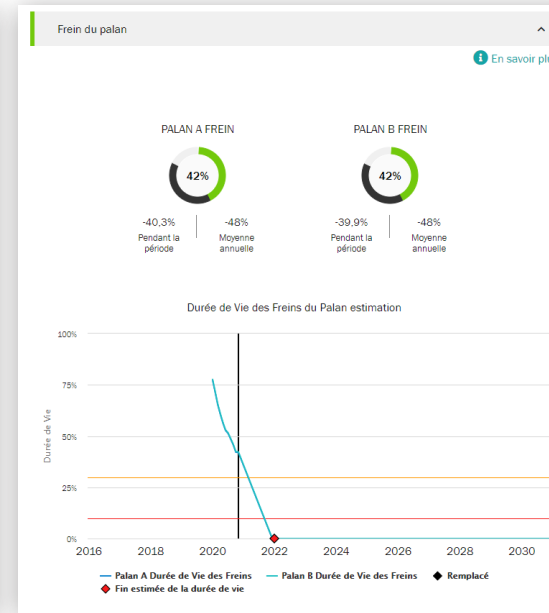 Frein du palan
En savoir
PALAN A FREIN
PALAN B FREIN
42%
42%
-40,3%
-48%
-39,9%
-48%
Pendant la
période
Moyenne
annuelle
Pendant la
période
Moyenne
annuelle
Durée de Vie des Freins du Palan estimation
100%
75%
50%
25%
0%
Durée de Vie
2016 2018 2020 2022 2024 2026 2028 2030
Palan A Durée de Vie des Freins
Palan B Durée de Vie des Freins
Remplacé
Fin estimée de la durée de vie